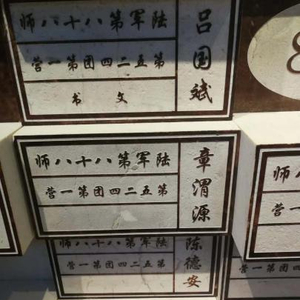 吕国斌
陆军第八十八师
第五二四团第一营
文书
章渭源
陆军第八十八师
第五二四团第一营
陈德安
陆军第八十八师
第五二四团第一营